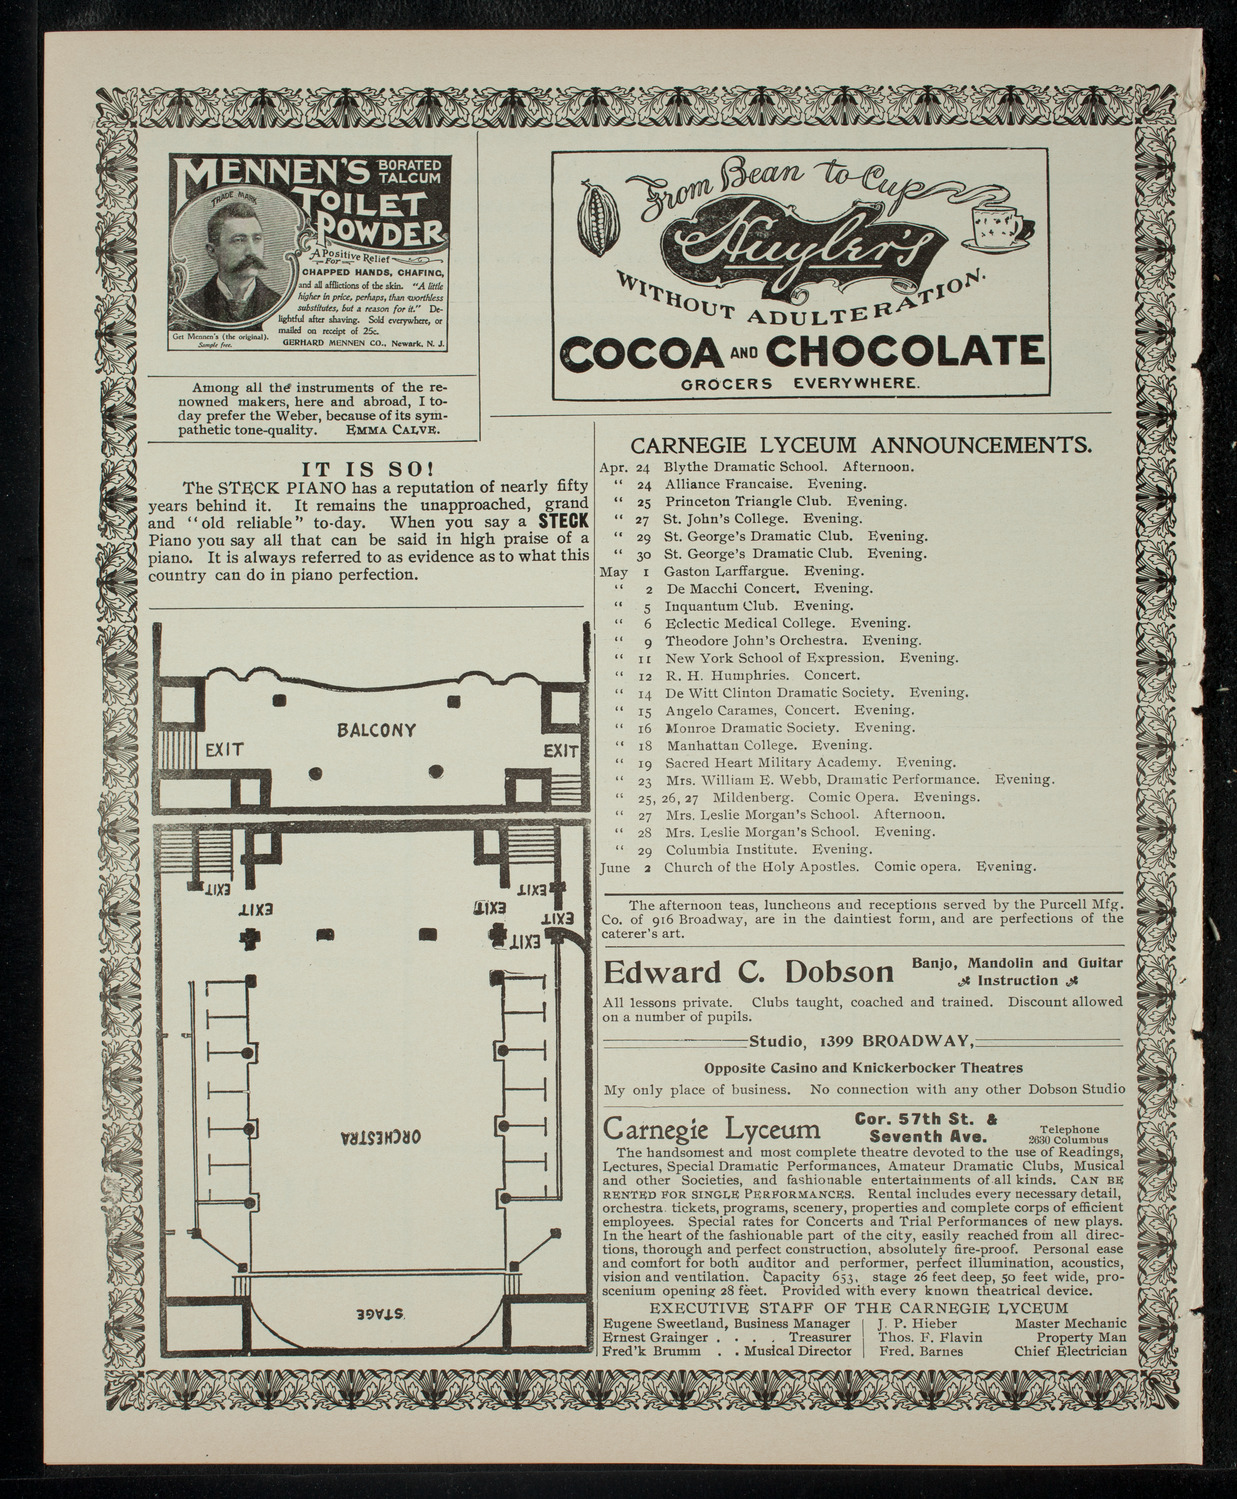 MENNEN'S BORATED
TALCUM
TOILET
POWDER
TRADE MARK
A Positive Relief
For
CHAPPED HANDS, CHAFING,
and all afflictions of the skin. "A little
higher in price, perhaps, than worthless
substitutes, but a reason for it." De-
lightful after shaving. Sold everywhere, or
mailed on receipt of 25c.
Get Mennen's (the original).
Sample free.
GERHARD MENNEN CO., Newark, N. J.
From Bean to Cup
Huyler's
WITHOUT ADULTERATION.
COCOA AND CHOCOLATE
GROCERS EVERYWHERE.
Among all the instruments of the re-
nowned makers, here and abroad, I to-
day prefer the Weber, because of its sym-
pathetic tone-quality. EMMA CALVE.
IT IS SO!
The STECK PIANO has a reputation of nearly fifty
years behind it. It remains the unapproached, grand
and "old reliable" to-day. When you say a STECK
Piano you say all that can be said in high praise of a
piano. It is always referred to as evidence as to what this
country can do in piano perfection.
BALCONY
EXIT
EXIT
EXIT
EXIT
EXIT
EXIT
EXIT
EXIT
ORCHESTRA
STAGE
CARNEGIE LYCEUM ANNOUNCEMENTS.
Apr. 24 Blythe Dramatic School. Afternoon.
" 24 Alliance Francaise. Evening.
" 25 Princeton Triangle Club. Evening.
" 27 St. John's College. Evening.
" 29 St. George's Dramatic Club. Evening.
" 30 St. George's Dramatic Club. Evening.
May 1 Gaston Larffargue. Evening.
" 2 De Macchi Concert. Evening.
" 5 Inquantum Club. Evening.
" 6 Eclectic Medical College. Evening.
" 9 Theodore John's Orchestra. Evening.
" 11 New York School of Expression. Evening.
" 12 R. H. Humphries. Concert.
" 14 De Witt Clinton Dramatic Society. Evening.
" 15 Angelo Carames, Concert. Evening.
" 16 Monroe Dramatic Society. Evening.
" 18 Manhattan College. Evening.
" 19 Sacred Heart Military Academy. Evening.
" 23 Mrs. William E. Webb, Dramatic Performance. Evening.
" 25, 26, 27 Mildenberg. Comic Opera. Evenings.
" 27 Mrs. Leslie Morgan's School. Afternoon.
" 28 Mrs. Leslie Morgan's School. Evening.
" 29 Columbia Institute. Evening.
June 2 Church of the Holy Apostles. Comic opera. Evening.
The afternoon teas, luncheons and receptions served by the Purcell Mfg.
Co. of 916 Broadway, are in the daintiest form, and are perfections of the
caterer's art.
Edward C. Dobson Banjo, Mandolin and Guitar
Instruction
All lessons private. Clubs taught, coached and trained. Discount allowed
on a number of pupils.
Studio, 1399 BROADWAY,
Opposite Casino and Knickerbocker Theatres
My only place of business. No connection with any other Dobson Studio
Carnegie Lyceum Cor. 57th St. &
Seventh Ave.
Telephone
2630 Columbus
The handsomest and most complete theatre devoted to the use of Readings,
Lectures, Special Dramatic Performances, Amateur Dramatic Clubs, Musical
and other Societies, and fashionable entertainments of all kinds. CAN BE
RENTED FOR SINGLE PERFORMANCES. Rental includes every necessary detail,
orchestra, tickets, programs, scenery, properties and complete corps of efficient
employees. Special rates for Concerts and Trial Performances of new plays.
In the heart of the fashionable part of the city, easily reached from all direc-
tions, thorough and perfect construction, absolutely fire-proof. Personal ease
and comfort for both auditor and performer, perfect illumination, acoustics,
vision and ventilation. Capacity 653, stage 26 feet deep, 50 feet wide, pro-
scenium opening 28 feet. Provided with every known theatrical device.
EXECUTIVE STAFF OF THE CARNEGIE LYCEUM
Eugene Sweetland, Business Manager
Ernest Grainger . . . . Treasurer
Fred'k Brumm . . Musical Director
J. P. Hieber Master Mechanic
Thos. F. Flavin Property Man
Fred. Barnes Chief Electrician